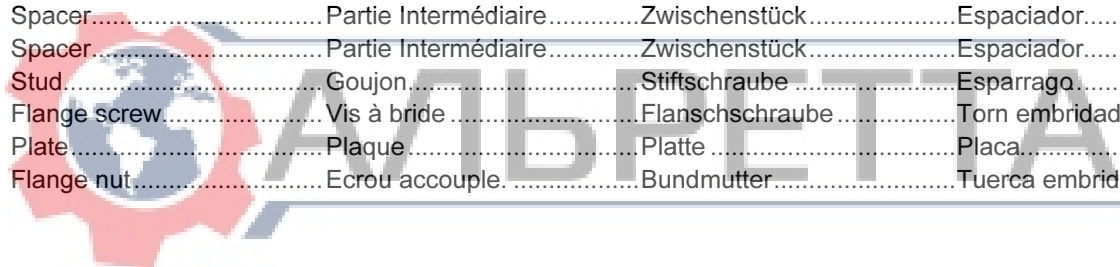 Spacer..............................Partie Intermédiaire............Zwischenstück...................Espaciador......
Spacer..............................Partie Intermédiaire............Zwischenstück...................Espaciador......
Stud.................................Goujon.............................Stiftschraube.....................Esparrago.......
Flange screw....................Vis à bride........................Flanschschraube...............Torn embridad
Plate................................Plaque..............................Platte................................Placa...............
Flange nut.......................Ecrou accouple. .................Bundmutter.......................Tuerca embrid
АЛЬРЕТТА